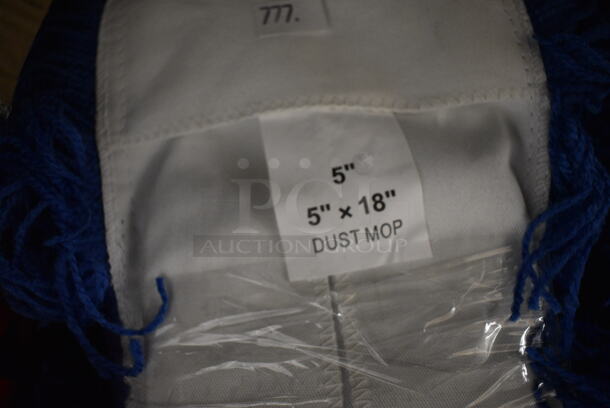 777.
5"
5" × 18"
DUST MOP
PCI
AUCTION GROUP